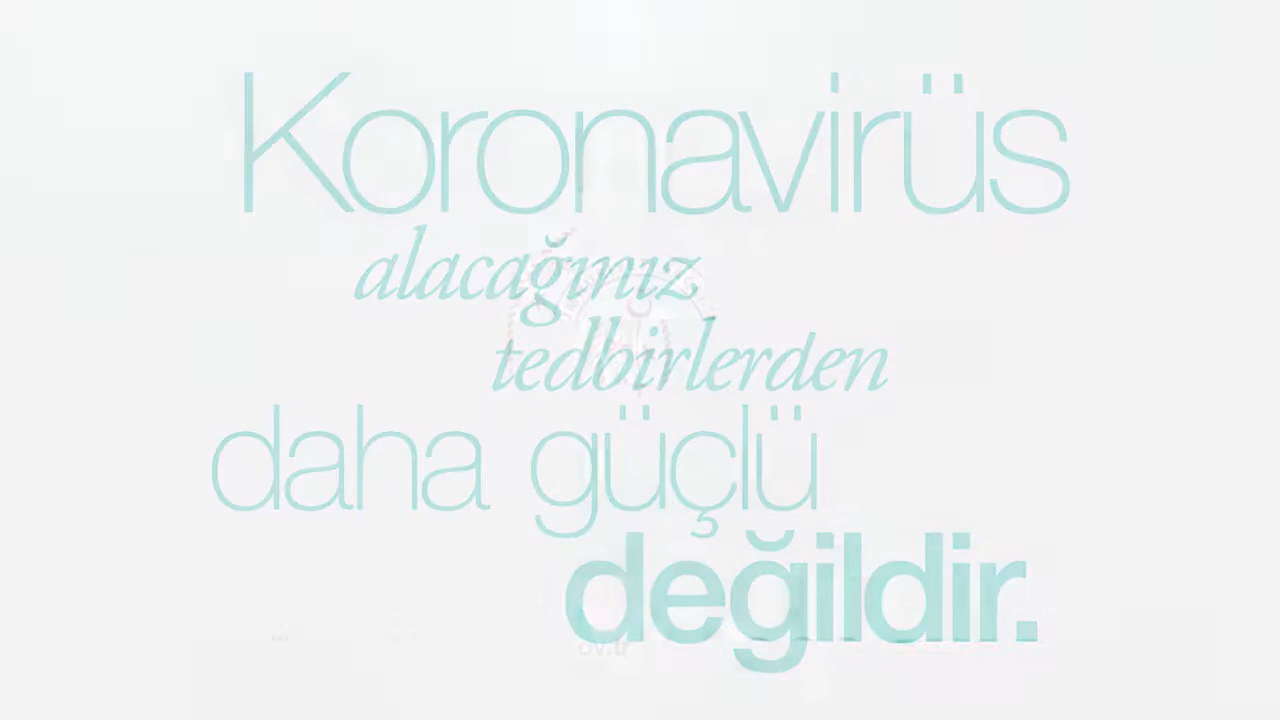 Koronavirüs
alacağınız
tedbirlerden
daha güçlü
değildir.